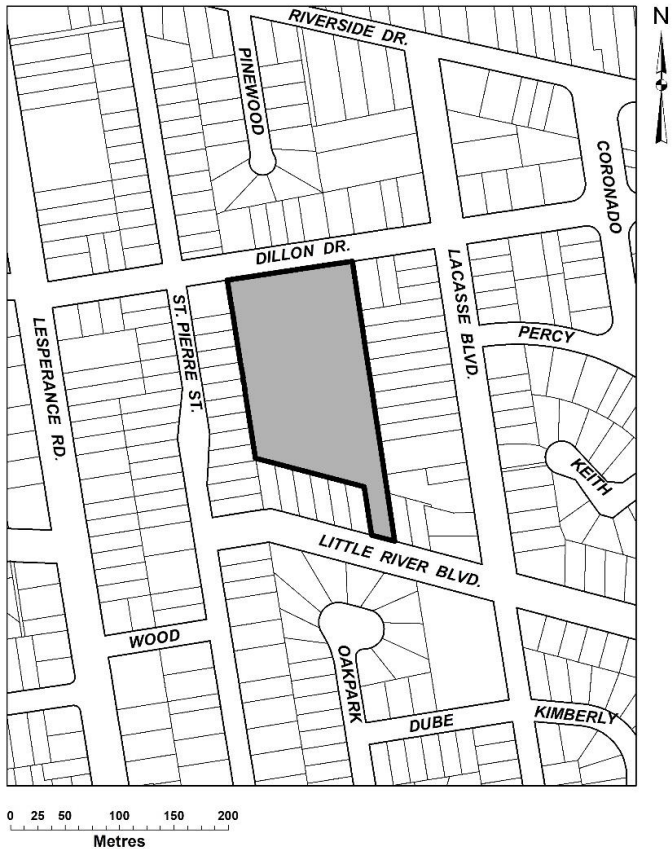 N
RIVERSIDE DR.
PINEWOOD
CORONADO
DILLON DR.
LACASSE BLVD.
ST. PIERRE ST.
LESPERANCE RD.
PERCY
KEITH
LITTLE RIVER BLVD.
WOOD
OAKPARK
DUBE
KIMBERLY
0 25 50 100 150 200
Metres